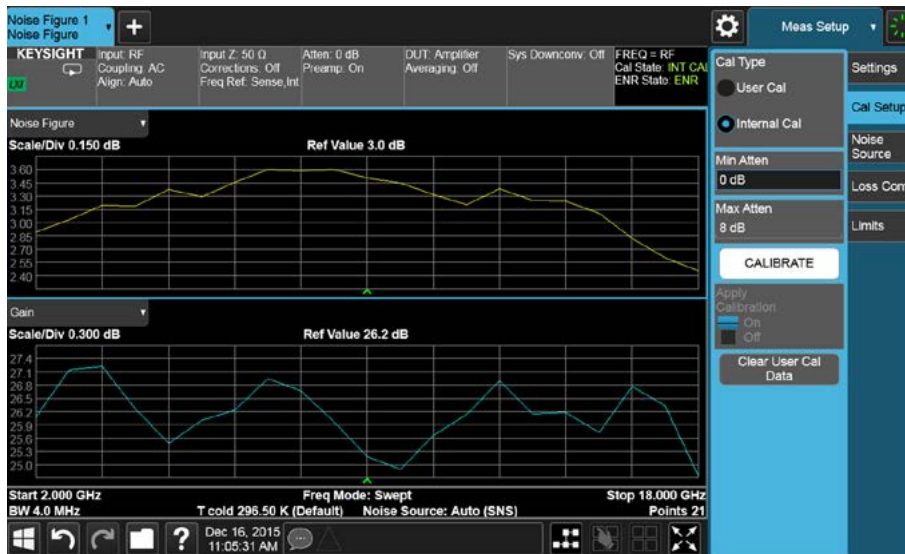 Noise Figure 1
Noise Figure
Meas Setup
KEYSIGHT
LXI
Input: RF
Coupling: AC
Align: Auto
Input Z: 50 Ω
Corrections: Off
Freq Ref: Sense,Int
Atten: 0 dB
Preamp: On
DUT: Amplifier
Averaging: Off
Sys Downconv: Off
FREQ = RF
Cal State: INT CAL
ENR State: ENR
Noise Figure
Scale/Div 0.150 dB
Ref Value 3.0 dB
3.60
3.45
3.30
3.15
3.00
2.85
2.70
2.55
2.40
Gain
Scale/Div 0.300 dB
Ref Value 26.2 dB
27.4
27.1
26.8
26.5
26.2
25.9
25.6
25.3
25.0
Start 2.000 GHz
Freq Mode: Swept
Stop 18.000 GHz
BW 4.0 MHz
T cold 296.50 K (Default)
Noise Source: Auto (SNS)
Points 21
?
Dec 16, 2015
11:05:31 AM
Cal Type
User Cal
Internal Cal
Min Atten
0 dB
Max Atten
8 dB
CALIBRATE
Apply
Calibration
On
Off
Clear User Cal
Data
Settings
Cal Setup
Noise
Source
Loss Com
Limits